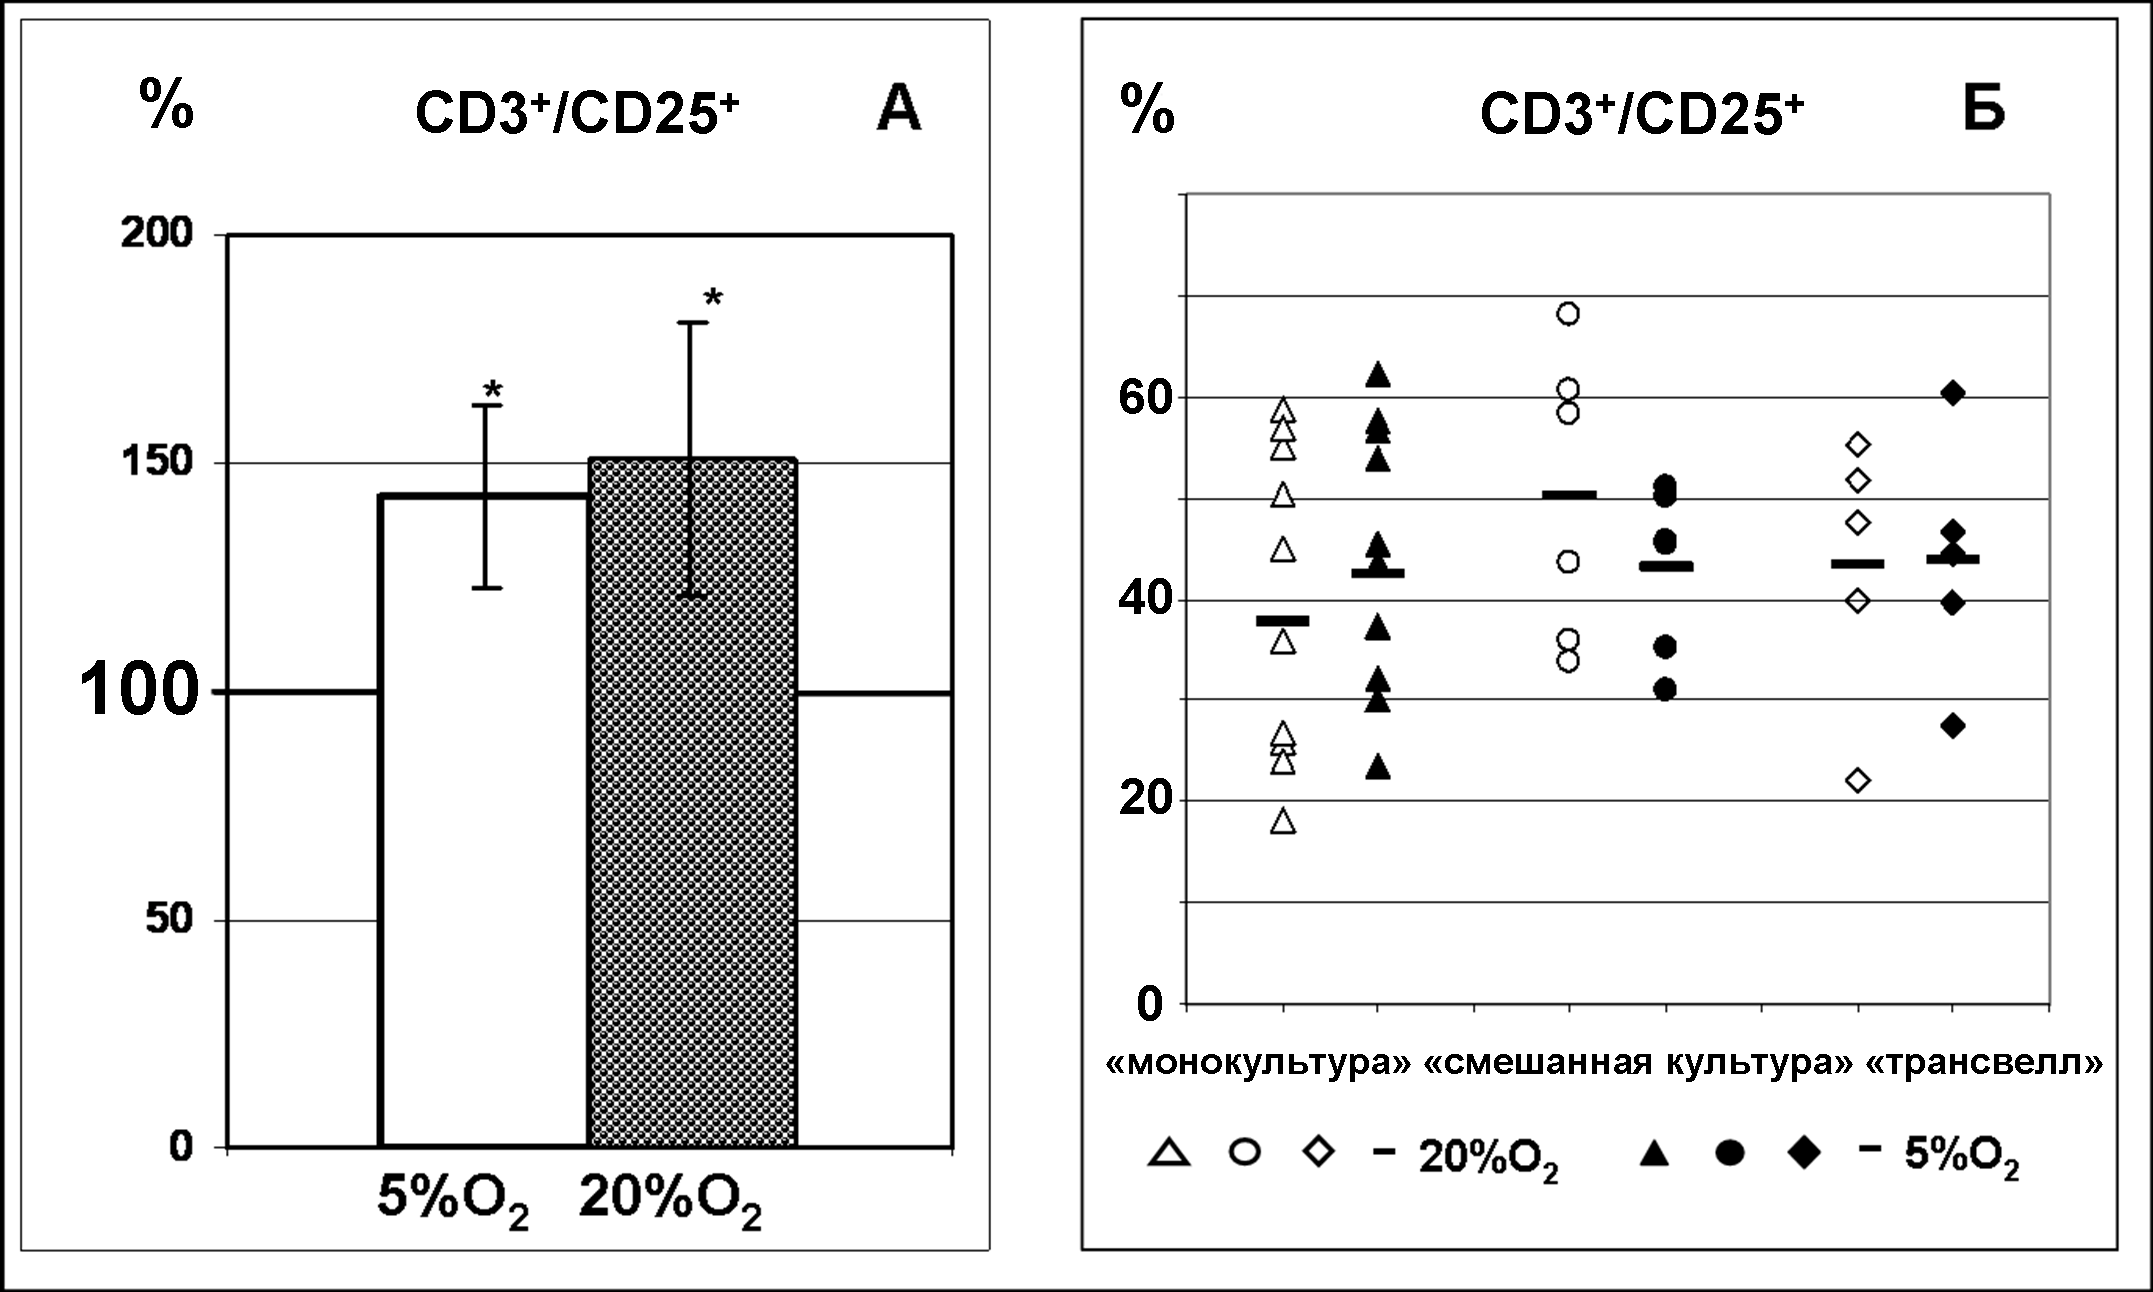 % CD3⁺/CD25⁺ А
200
150
100
50
0
5%O₂ 20%O₂
% CD3⁺/CD25⁺ Б
60
40
20
0
«монокультура» «смешанная культура» «трансвелл»
– 20%O₂ – 5%O₂
* *